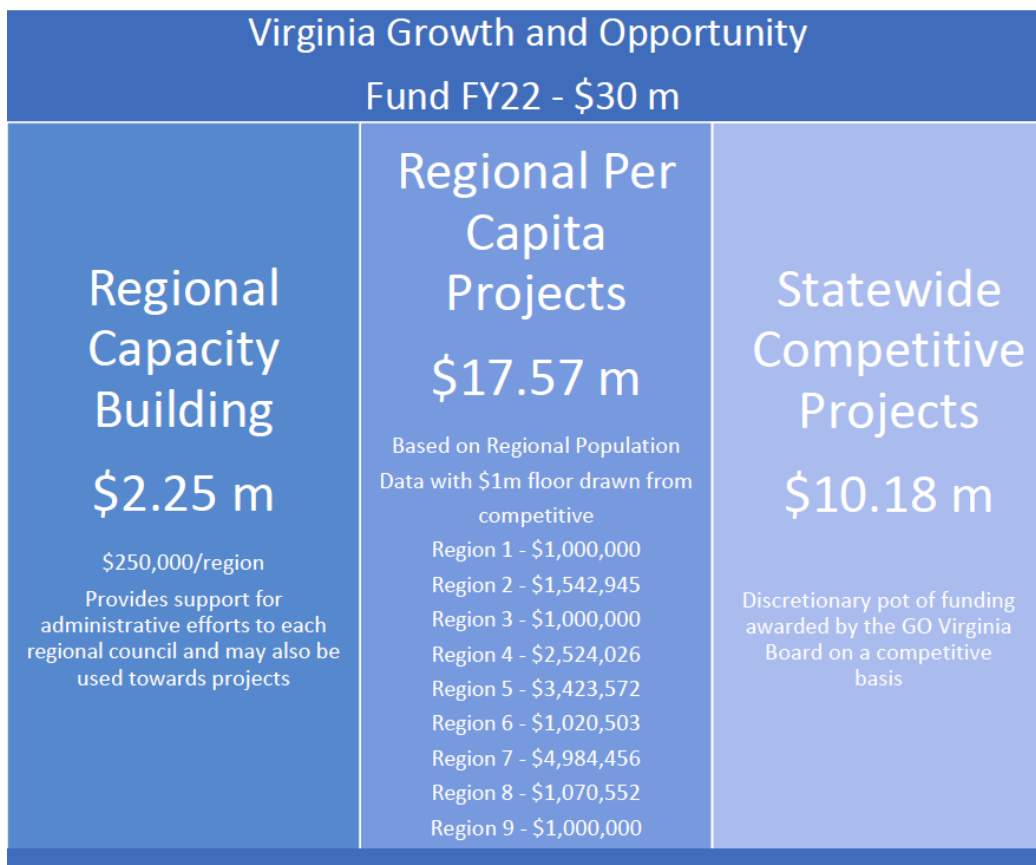 Virginia Growth and Opportunity
Fund FY22 - $30 m
Regional
Capacity
Building
$2.25 m
$250,000/region
Provides support for
administrative efforts to each
regional council and may also be
used towards projects
Regional Per
Capita
Projects
$17.57 m
Based on Regional Population
Data with $1m floor drawn from
competitive
Region 1 - $1,000,000
Region 2 - $1,542,945
Region 3 - $1,000,000
Region 4 - $2,524,026
Region 5 - $3,423,572
Region 6 - $1,020,503
Region 7 - $4,984,456
Region 8 - $1,070,552
Region 9 - $1,000,000
Statewide
Competitive
Projects
$10.18 m
Discretionary pot of funding
awarded by the GO Virginia
Board on a competitive
basis